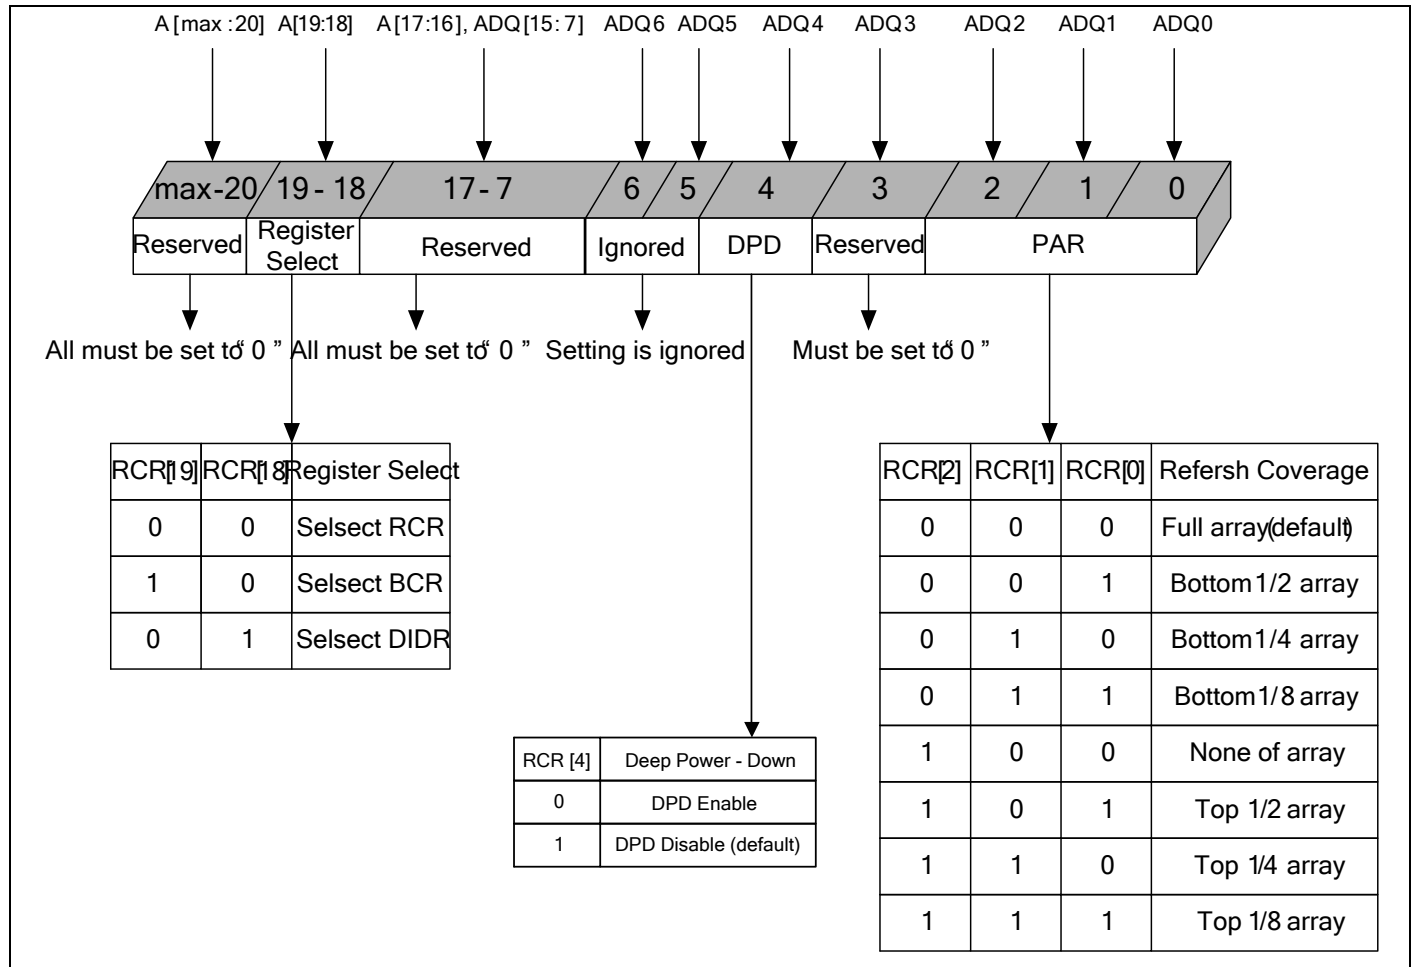 A[max:20] A[19:18] A[17:16], ADQ[15:7] ADQ6 ADQ5 ADQ4 ADQ3 ADQ2 ADQ1 ADQ0
max-20 19-18 17-7 6 5 4 3 2 1 0
Reserved Register Select Reserved Ignored DPD Reserved PAR
All must be set to “0” All must be set to “0” Setting is ignored Must be set to “0”
RCR[19] RCR[18] Register Select
0 0 Selsect RCR
1 0 Selsect BCR
0 1 Selsect DIDR
RCR [4] Deep Power - Down
0 DPD Enable
1 DPD Disable (default)
RCR[2] RCR[1] RCR[0] Refersh Coverage
0 0 0 Full array(default)
0 0 1 Bottom 1/2 array
0 1 0 Bottom 1/4 array
0 1 1 Bottom 1/8 array
1 0 0 None of array
1 0 1 Top 1/2 array
1 1 0 Top 1/4 array
1 1 1 Top 1/8 array